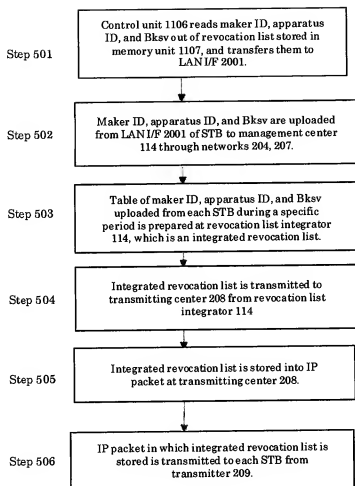 Step 501
Control unit 1106 reads maker ID, apparatus
ID, and Bksv out of revocation list stored in
memory unit 1107, and transfers them to
LAN I/F 2001.
Step 502
Maker ID, apparatus ID, and Bksv are uploaded
from LAN I/F 2001 of STB to management center
114 through networks 204, 207.
Step 503
Table of maker ID, apparatus ID, and Bksv
uploaded from each STB during a specific
period is prepared at revocation list integrator
114, which is an integrated revocation list.
Step 504
Integrated revocation list is transmitted to
transmitting center 208 from revocation list
integrator 114
Step 505
Integrated revocation list is stored into IP
packet at transmitting center 208.
Step 506
IP packet in which integrated revocation list is
stored is transmitted to each STB from
transmitter 209.